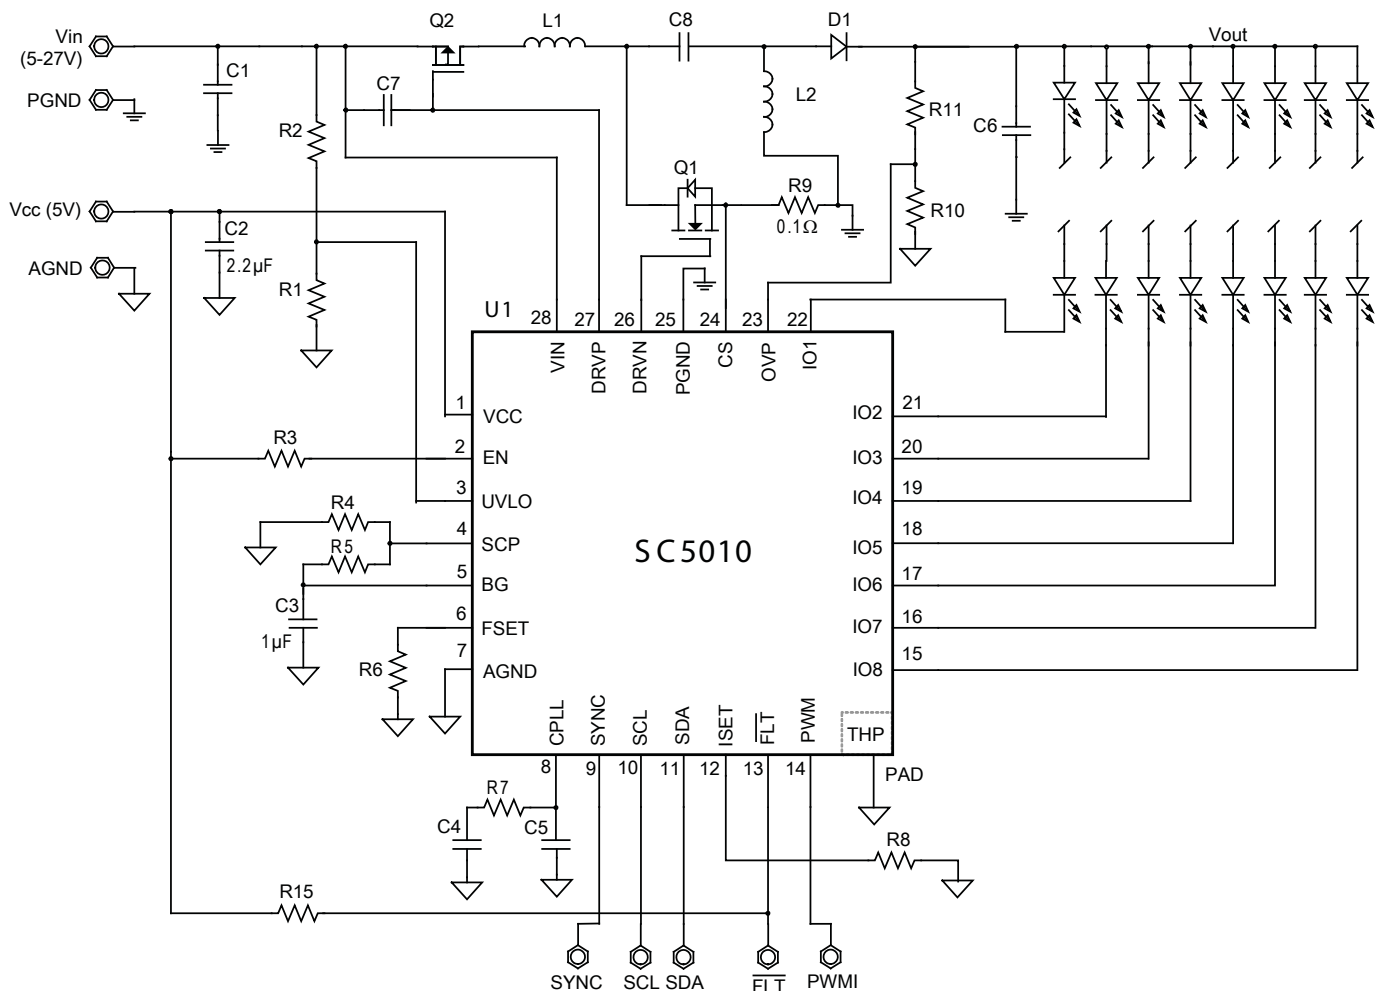 Vin
(5-27V)
PGND
C1
R2
C7
Q2
L1
C8
D1
Vout
L2
R11
C6
Q1
R9
0.1Ω
R10
Vcc (5V)
C2
2.2µF
AGND
R1
U1
28
27
26
25
24
23
22
VIN
DRVP
DRVN
PGND
CS
OVP
IO1
1
VCC
R3
2
EN
3
UVLO
R4
4
SCP
R5
5
BG
C3
1µF
6
FSET
R6
7
AGND
SC5010
IO2
21
IO3
20
IO4
19
IO5
18
IO6
17
IO7
16
IO8
15
CPLL
SYNC
SCL
SDA
ISET
FLT
PWM
THP
8
9
10
11
12
13
14
PAD
R7
C4
C5
R8
R15
SYNC
SCL
SDA
FLT
PWMI